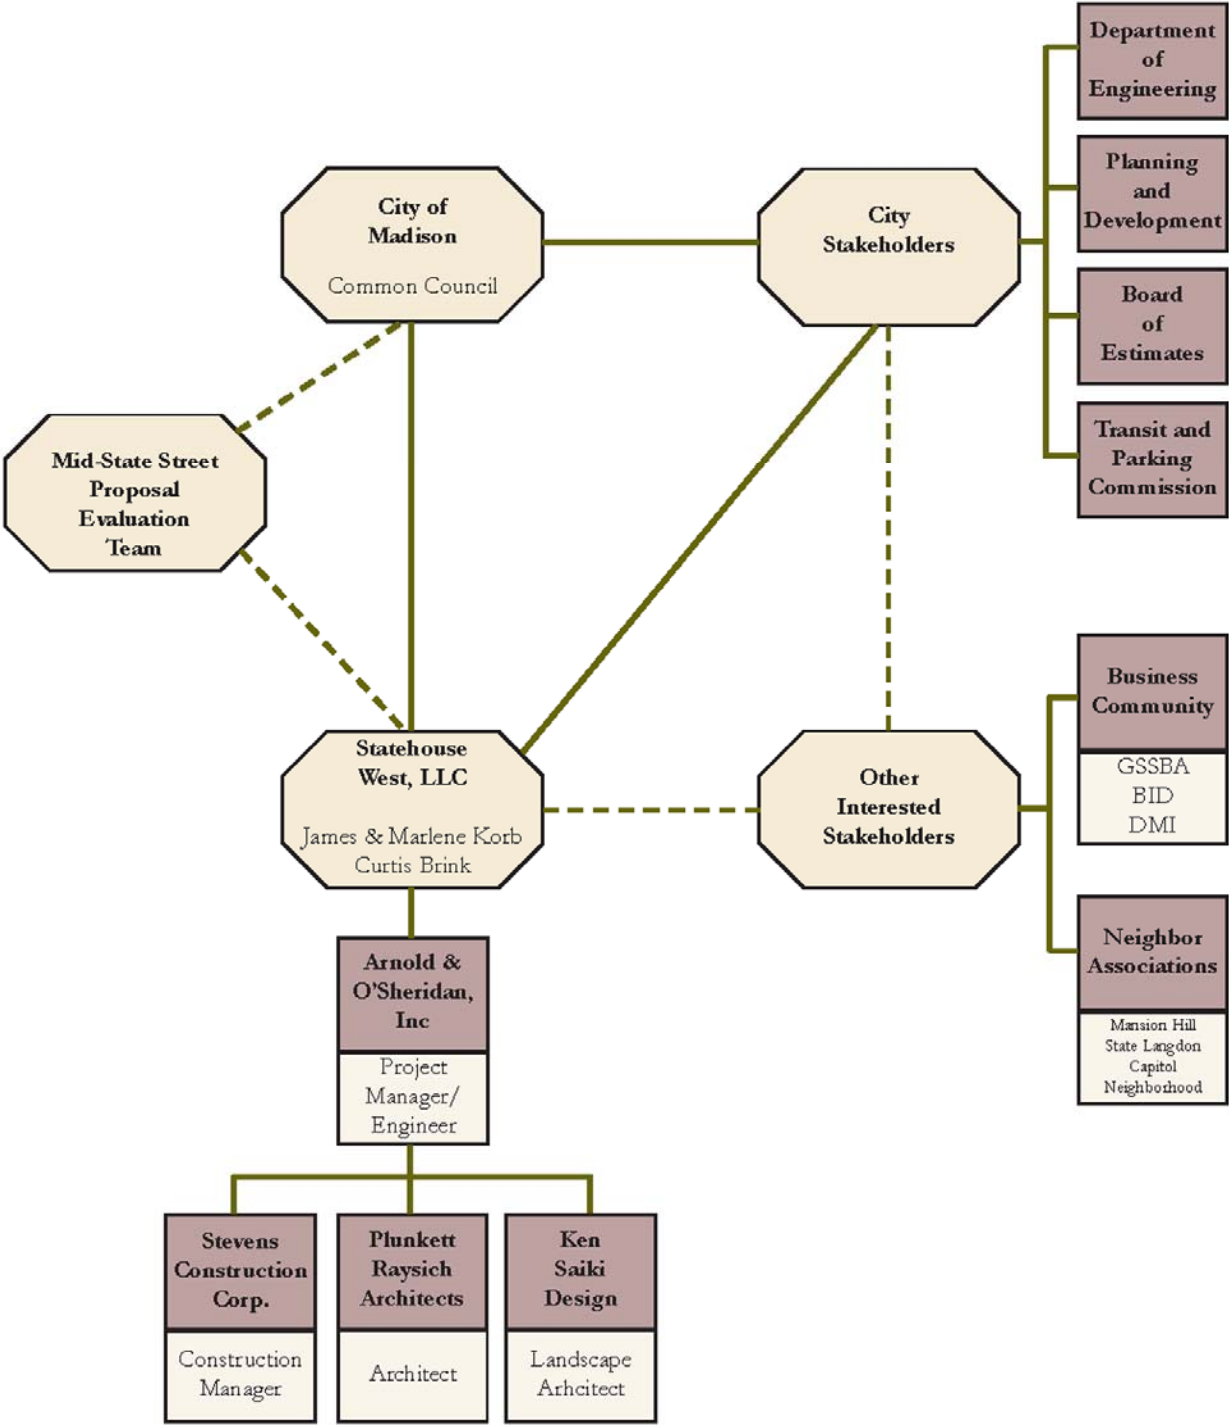 Department
of
Engineering
Planning
and
Development
Board
of
Estimates
Transit and
Parking
Commission
City of
Madison
Common Council
City
Stakeholders
Mid-State Street
Proposal
Evaluation
Team
Statehouse
West, LLC
James & Marlene Korb
Curtis Brink
Other
Interested
Stakeholders
Business
Community
GSSBA
BID
DMI
Neighbor
Associations
Mansion Hill
State Langdon
Capitol
Neighborhood
Arnold &
O'Sheridan,
Inc
Project
Manager/
Engineer
Stevens
Construction
Corp.
Construction
Manager
Plunkett
Raysich
Architects
Architect
Ken
Saiki
Design
Landscape
Arhcitect